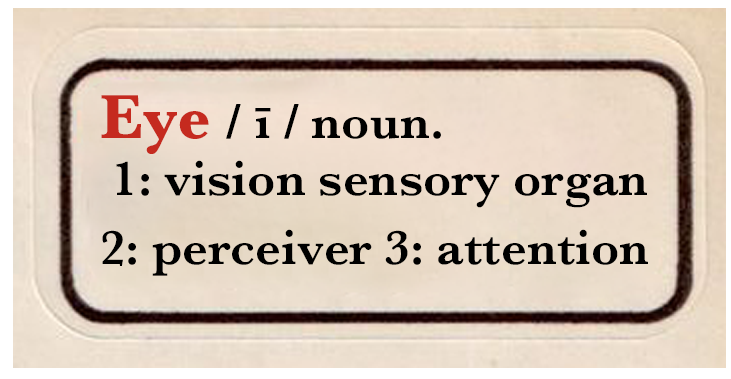 Eye / ī / noun.
1: vision sensory organ
2: perceiver 3: attention